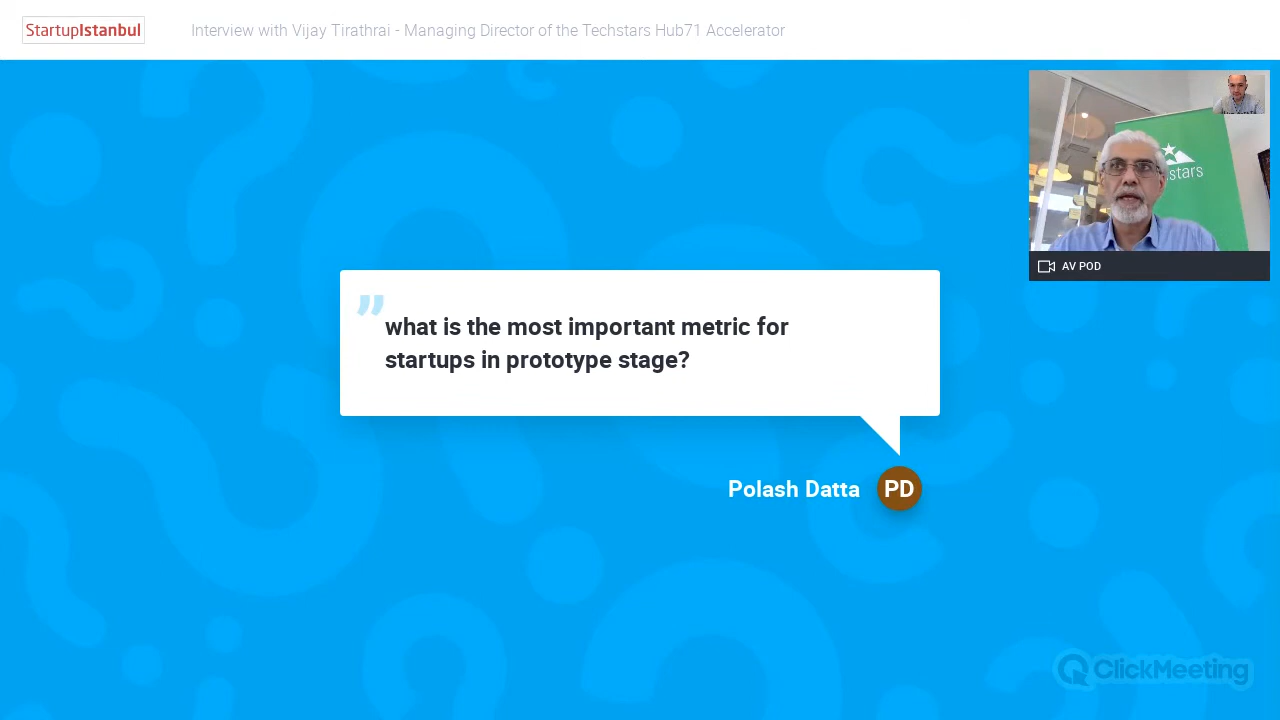 StartupIstanbul
Interview with Vijay Tirathrai - Managing Director of the Techstars Hub71 Accelerator
stars
AV POD
”
what is the most important metric for
startups in prototype stage?
Polash Datta
PD
ClickMeeting